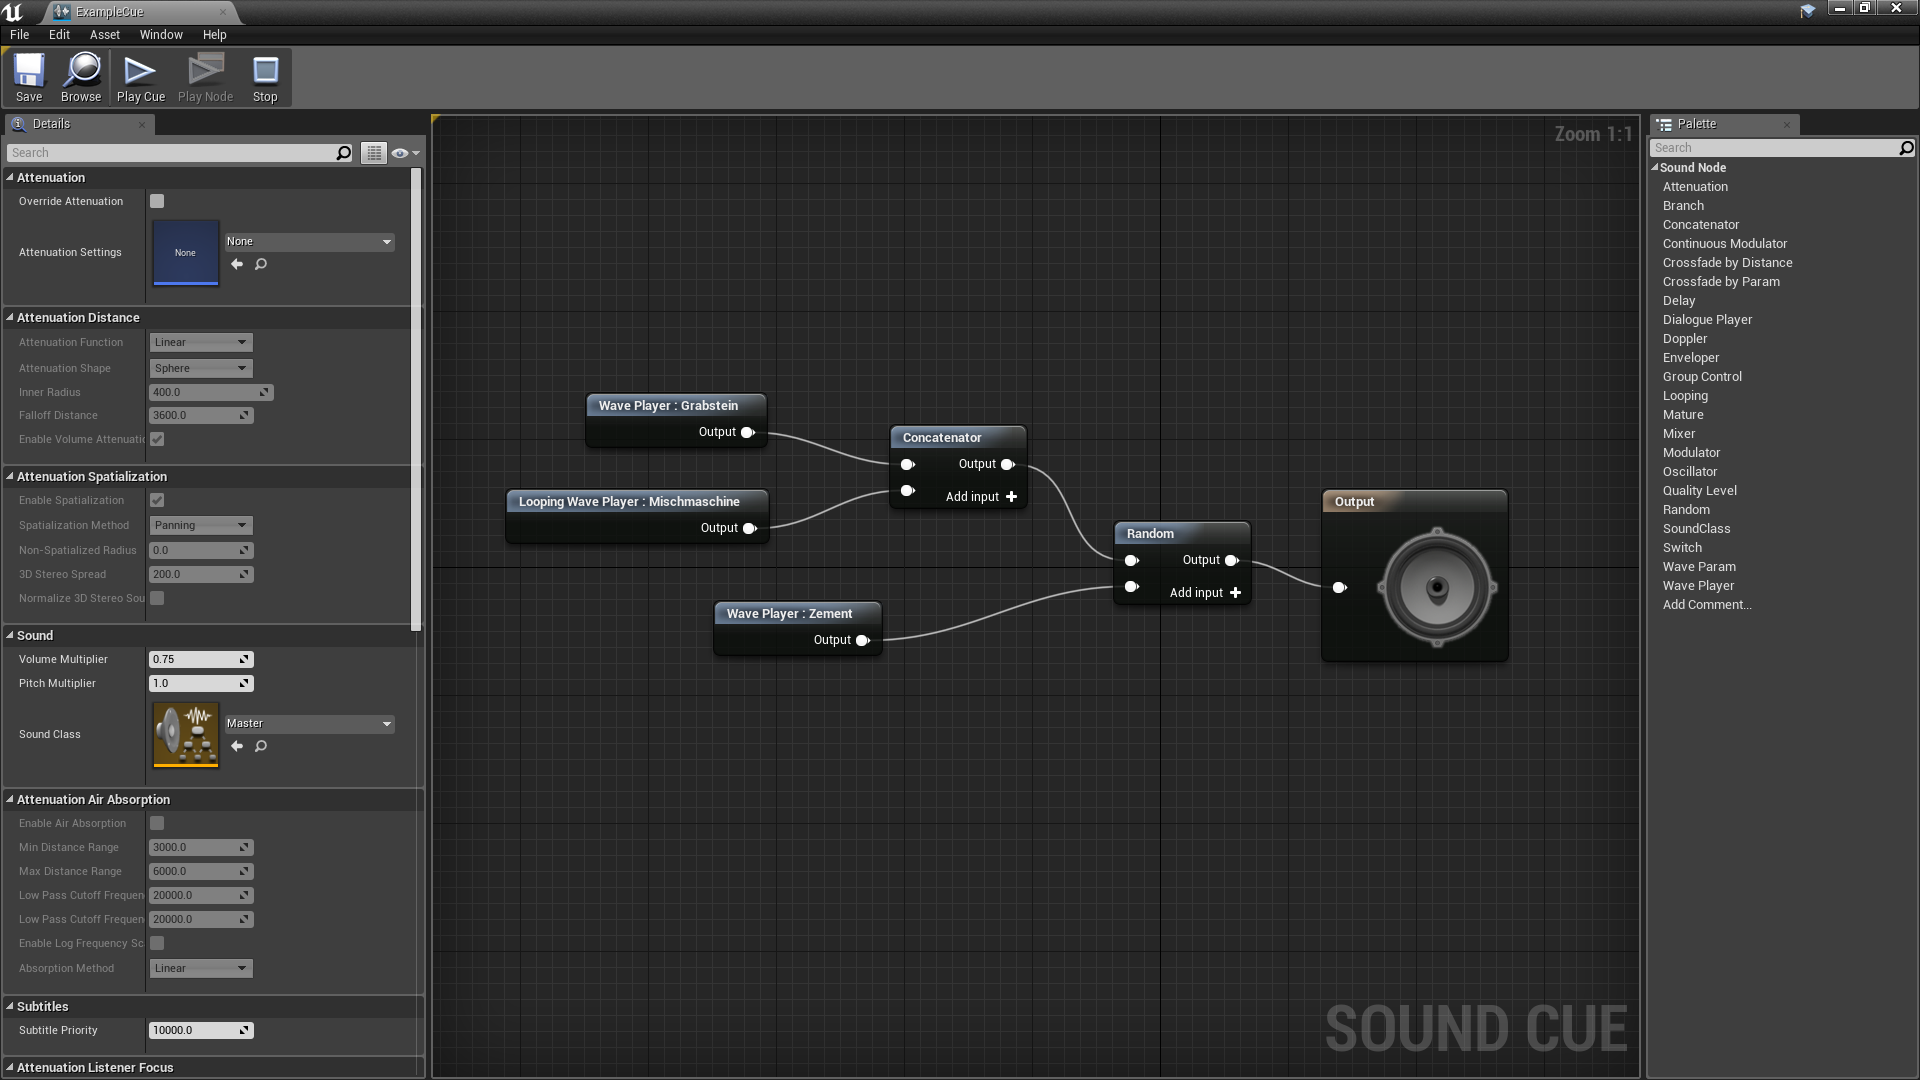 ExampleCue
File Edit Asset Window Help
Save Browse Play Cue Play Node Stop
Details
Search
Attenuation
Override Attenuation
Attenuation Settings None None
Attenuation Distance
Attenuation Function Linear
Attenuation Shape Sphere
Inner Radius 400.0
Falloff Distance 3600.0
Enable Volume Attenuatic
Attenuation Spatialization
Enable Spatialization
Spatialization Method Panning
Non-Spatialized Radius 0.0
3D Stereo Spread 200.0
Normalize 3D Stereo Sou
Sound
Volume Multiplier 0.75
Pitch Multiplier 1.0
Sound Class Master
Attenuation Air Absorption
Enable Air Absorption
Min Distance Range 3000.0
Max Distance Range 6000.0
Low Pass Cutoff Frequen 20000.0
Low Pass Cutoff Frequen 20000.0
Enable Log Frequency Sc
Absorption Method Linear
Subtitles
Subtitle Priority 10000.0
Attenuation Listener Focus
Zoom 1:1
Wave Player : Grabstein
Output
Looping Wave Player : Mischmaschine
Output
Concatenator
Output
Add input
Wave Player : Zement
Output
Random
Output
Add input
Output
SOUND CUE
Palette
Search
Sound Node
Attenuation
Branch
Concatenator
Continuous Modulator
Crossfade by Distance
Crossfade by Param
Delay
Dialogue Player
Doppler
Enveloper
Group Control
Looping
Mature
Mixer
Modulator
Oscillator
Quality Level
Random
SoundClass
Switch
Wave Param
Wave Player
Add Comment...